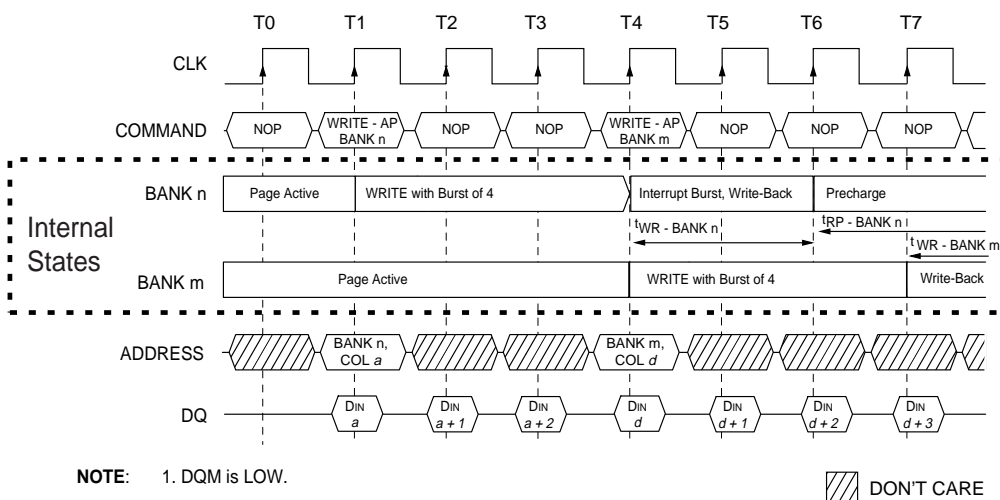 T0 T1 T2 T3 T4 T5 T6 T7
CLK
COMMAND NOP WRITE - AP BANK n NOP NOP WRITE - AP BANK m NOP NOP NOP
Internal States
BANK n Page Active WRITE with Burst of 4 Interrupt Burst, Write-Back Precharge
tWR - BANK n tRP - BANK n
t WR - BANK m
BANK m Page Active WRITE with Burst of 4 Write-Back
ADDRESS BANK n, COL a BANK m, COL d
DQ DIN a DIN a + 1 DIN a + 2 DIN d DIN d + 1 DIN d + 2 DIN d + 3
NOTE: 1. DQM is LOW.
DON'T CARE